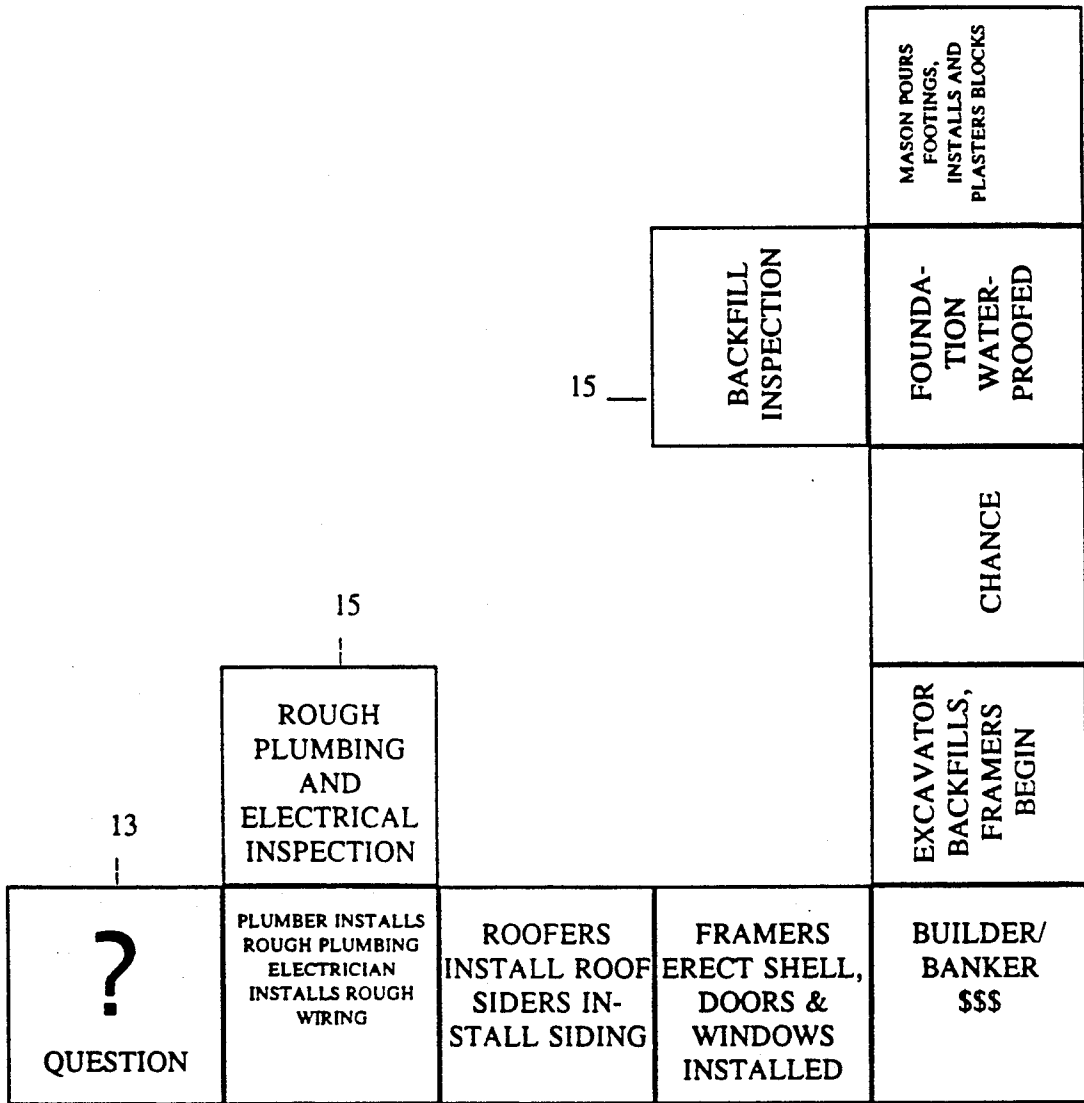 MASON POURS
FOOTINGS,
INSTALLS AND
PLASTERS BLOCKS
BACKFILL
INSPECTION
FOUNDA-
TION
WATER-
PROOFED
15
CHANCE
15
ROUGH
PLUMBING
AND
ELECTRICAL
INSPECTION
EXCAVATOR
BACKFILLS,
FRAMERS
BEGIN
13
?
QUESTION
PLUMBER INSTALLS
ROUGH PLUMBING
ELECTRICIAN
INSTALLS ROUGH
WIRING
ROOFERS
INSTALL ROOF
SIDERS IN-
STALL SIDING
FRAMERS
ERECT SHELL,
DOORS &
WINDOWS
INSTALLED
BUILDER/
BANKER
$$$